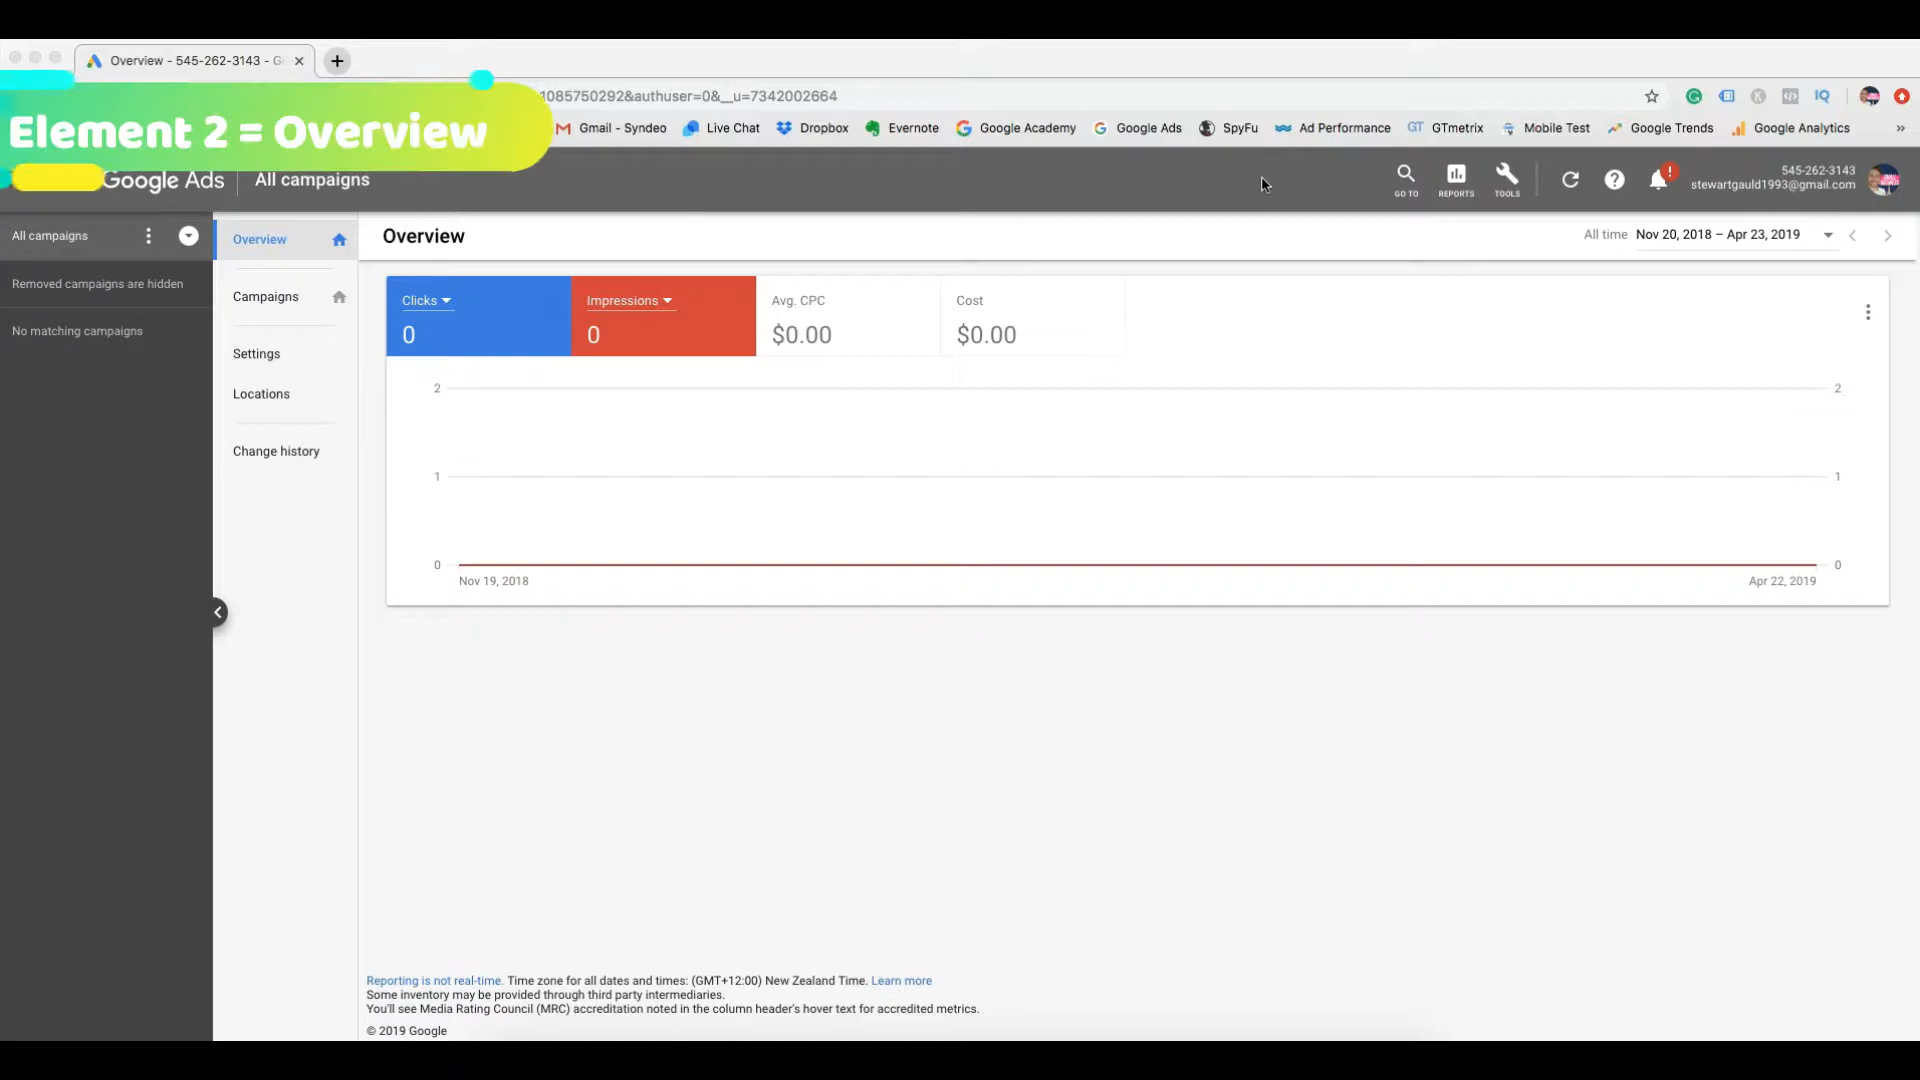 Overview - 545-262-3143 - G
1085750292&authuser=0&__u=7342002664
Element 2 = Overview
Gmail - Syndeo
Live Chat
Dropbox
Evernote
Google Academy
Google Ads
SpyFu
Ad Performance
GT GTmetrix
Mobile Test
Google Trends
Google Analytics
»
IQ
K
Google Ads
All campaigns
GO TO
REPORTS
TOOLS
545-262-3143
stewartgauld1993@gmail.com
All campaigns
Removed campaigns are hidden
No matching campaigns
Overview
Campaigns
Settings
Locations
Change history
Overview
All time Nov 20, 2018 – Apr 23, 2019
Clicks
0
Impressions
0
Avg. CPC
$0.00
Cost
$0.00
2
2
1
1
0
0
Nov 19, 2018
Apr 22, 2019
Reporting is not real-time. Time zone for all dates and times: (GMT+12:00) New Zealand Time. Learn more
Some inventory may be provided through third party intermediaries.
You'll see Media Rating Council (MRC) accreditation noted in the column header's hover text for accredited metrics.
© 2019 Google